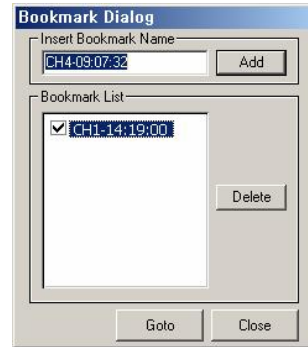 Bookmark Dialog
Insert Bookmark Name
CH4-09:07:32
Add
Bookmark List
CH1-14:19:00
Delete
Goto
Close